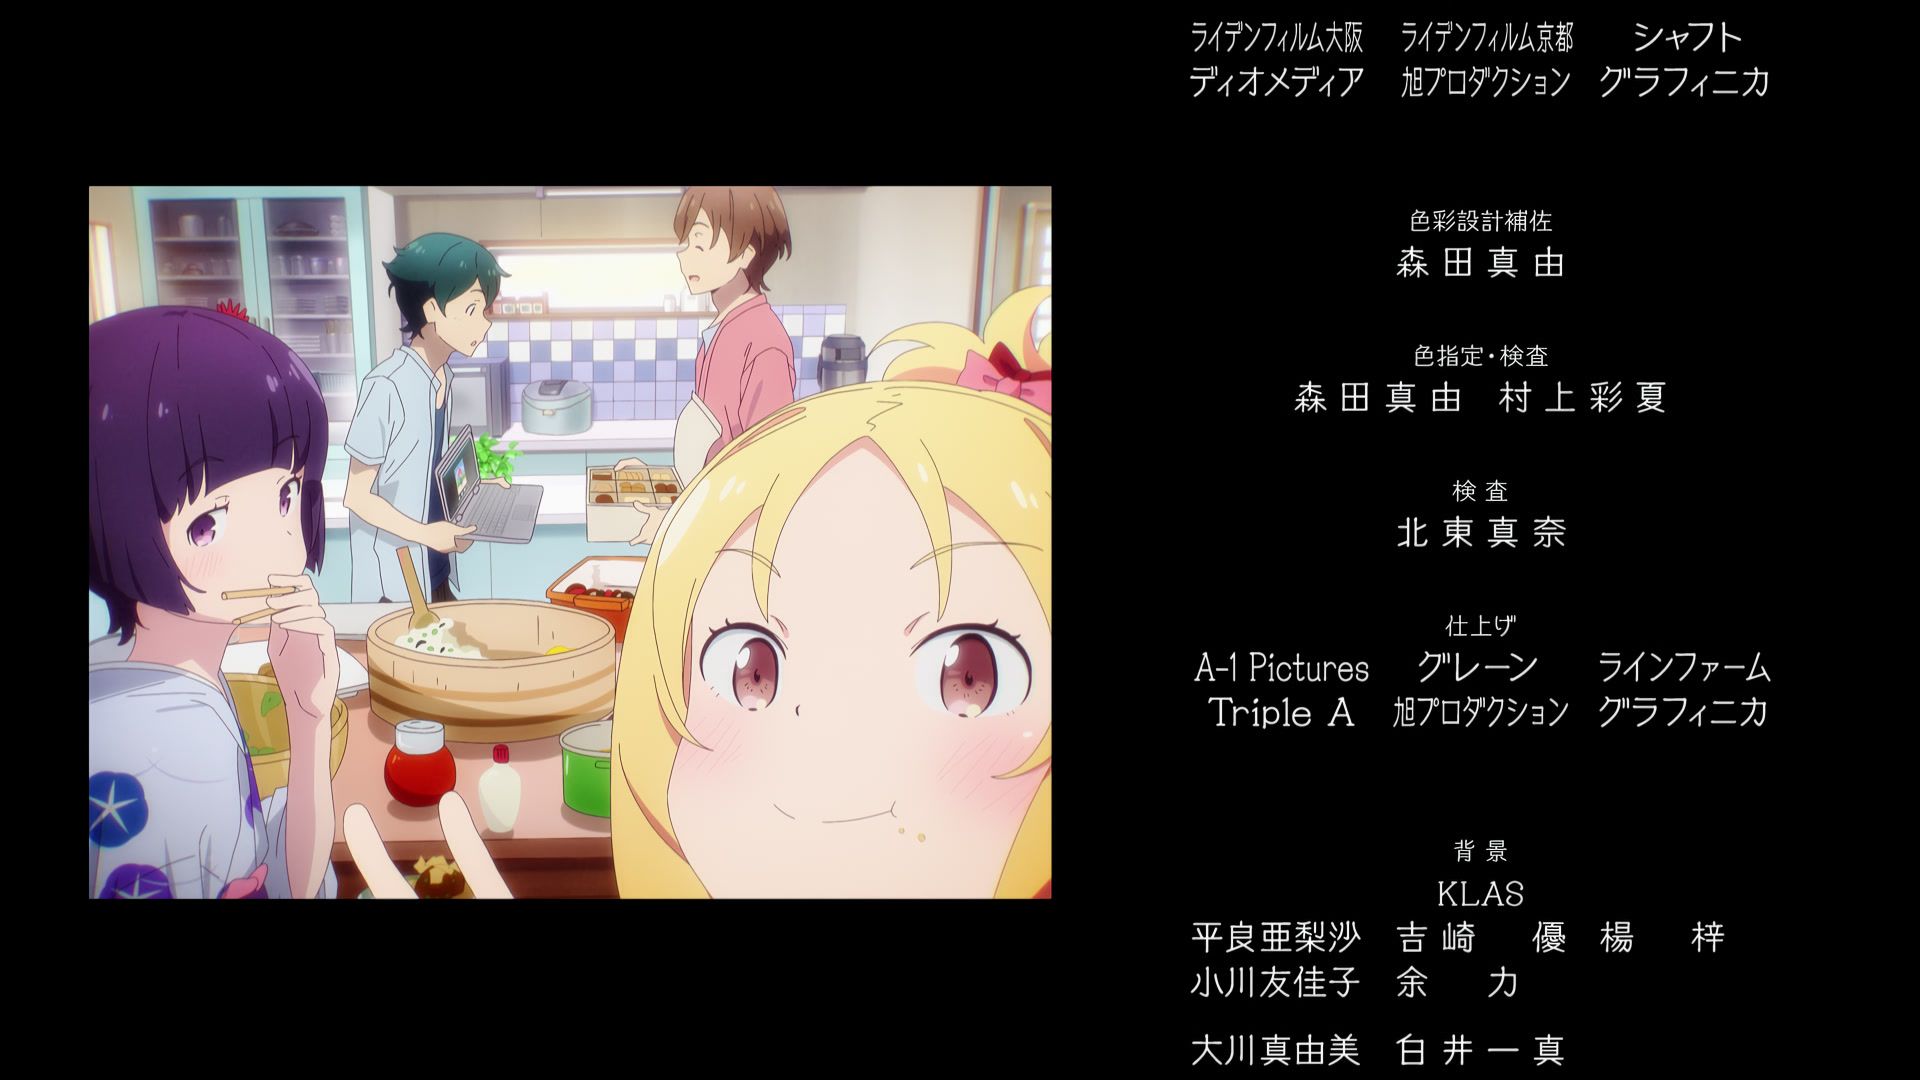 ライデンフィルム大阪 ライデンフィルム京都 シャフト
ディオメディア 旭プロダクション グラフィニカ
色彩設計補佐
森田真由
色指定・検査
森田真由 村上彩夏
検査
北東真奈
仕上げ
A-1 Pictures グレーン ラインファーム
Triple A 旭プロダクション グラフィニカ
背景
KLAS
平良亜梨沙 吉崎 優 楊 梓
小川友佳子 余 力
大川真由美 白井一真